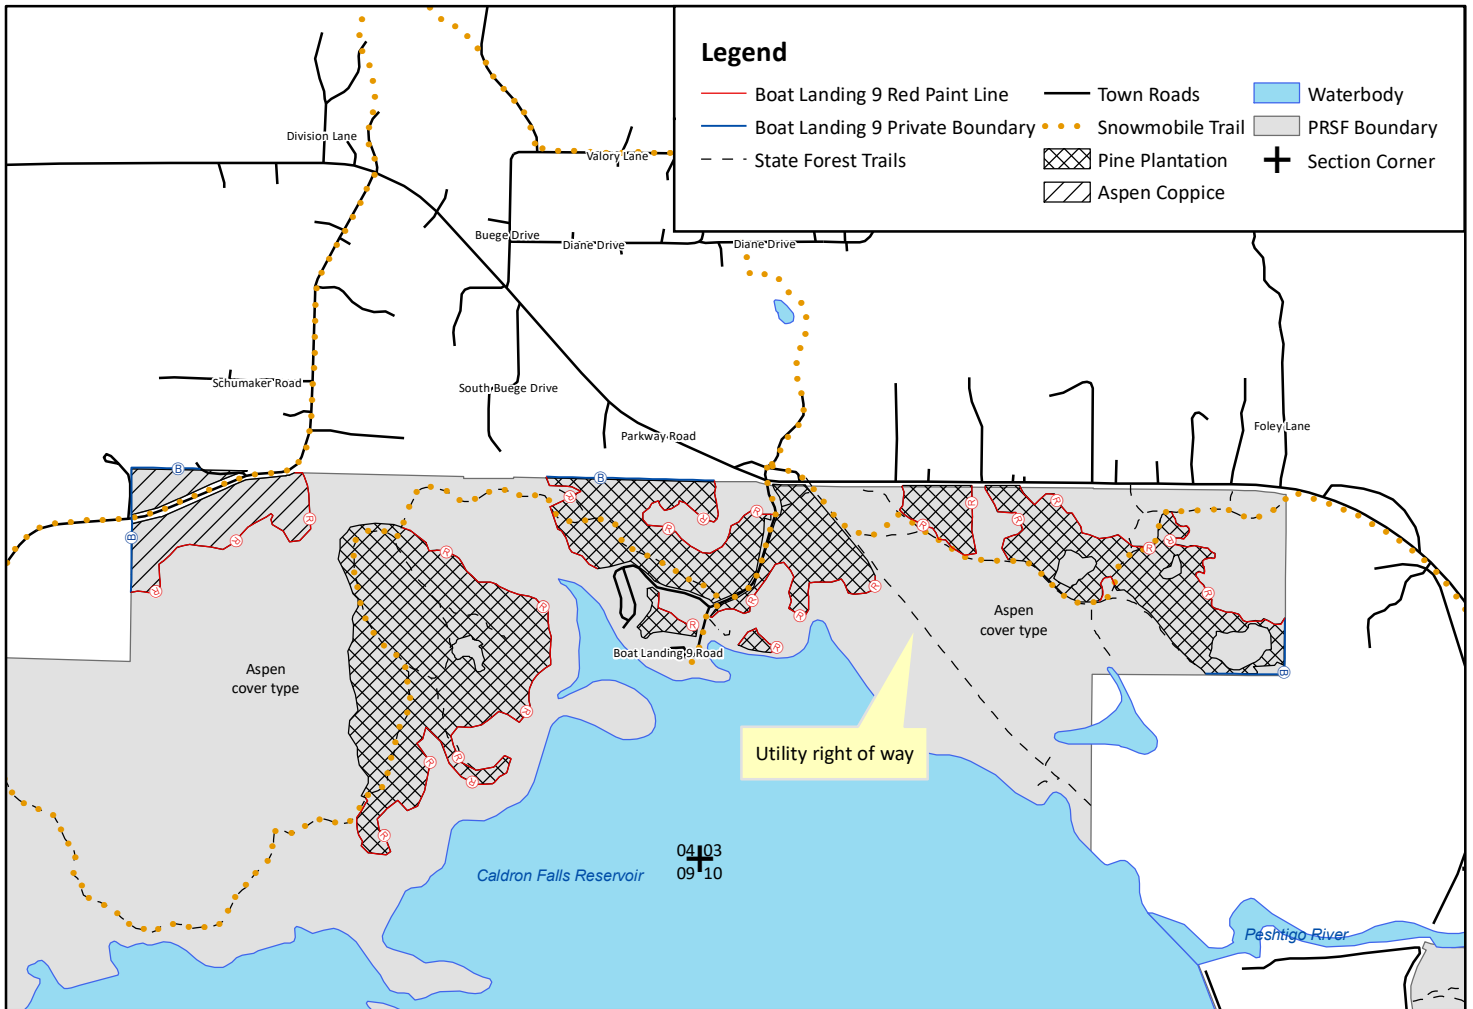 Legend
Boat Landing 9 Red Paint Line
Boat Landing 9 Private Boundary
State Forest Trails
Town Roads
Snowmobile Trail
Pine Plantation
Aspen Coppice
Waterbody
PRSF Boundary
Section Corner
Division Lane
Valory Lane
Buege Drive
Diane Drive
Diane Drive
Schumaker Road
South Buege Drive
Parkway Road
Foley Lane
B
B
R
R
R
R
R
R
R
B
R
R
R
R
R
R
B
R
R
R
R
R
R
R
R
Aspen
cover type
Boat Landing 9 Road
Aspen
cover type
B
R
R
R
R
R
Utility right of way
04 03
09 10
Caldron Falls Reservoir
Peshtigo River